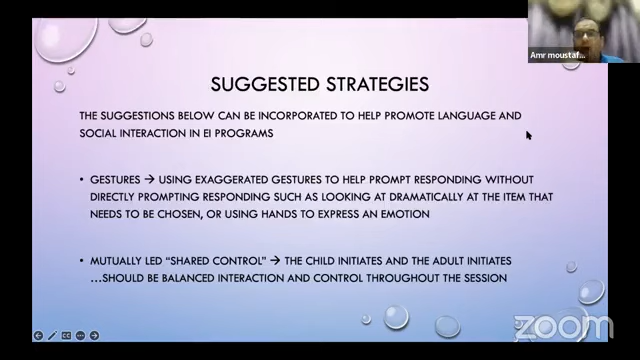 Amr moustaf...
SUGGESTED STRATEGIES
THE SUGGESTIONS BELOW CAN BE INCORPORATED TO HELP PROMOTE LANGUAGE AND
SOCIAL INTERACTION IN EI PROGRAMS
• GESTURES → USING EXAGGERATED GESTURES TO HELP PROMPT RESPONDING WITHOUT
DIRECTLY PROMPTING RESPONDING SUCH AS LOOKING AT DRAMATICALLY AT THE ITEM THAT
NEEDS TO BE CHOSEN, OR USING HANDS TO EXPRESS AN EMOTION
• MUTUALLY LED “SHARED CONTROL” → THE CHILD INITIATES AND THE ADULT INITIATES
...SHOULD BE BALANCED INTERACTION AND CONTROL THROUGHOUT THE SESSION
CC
zoom